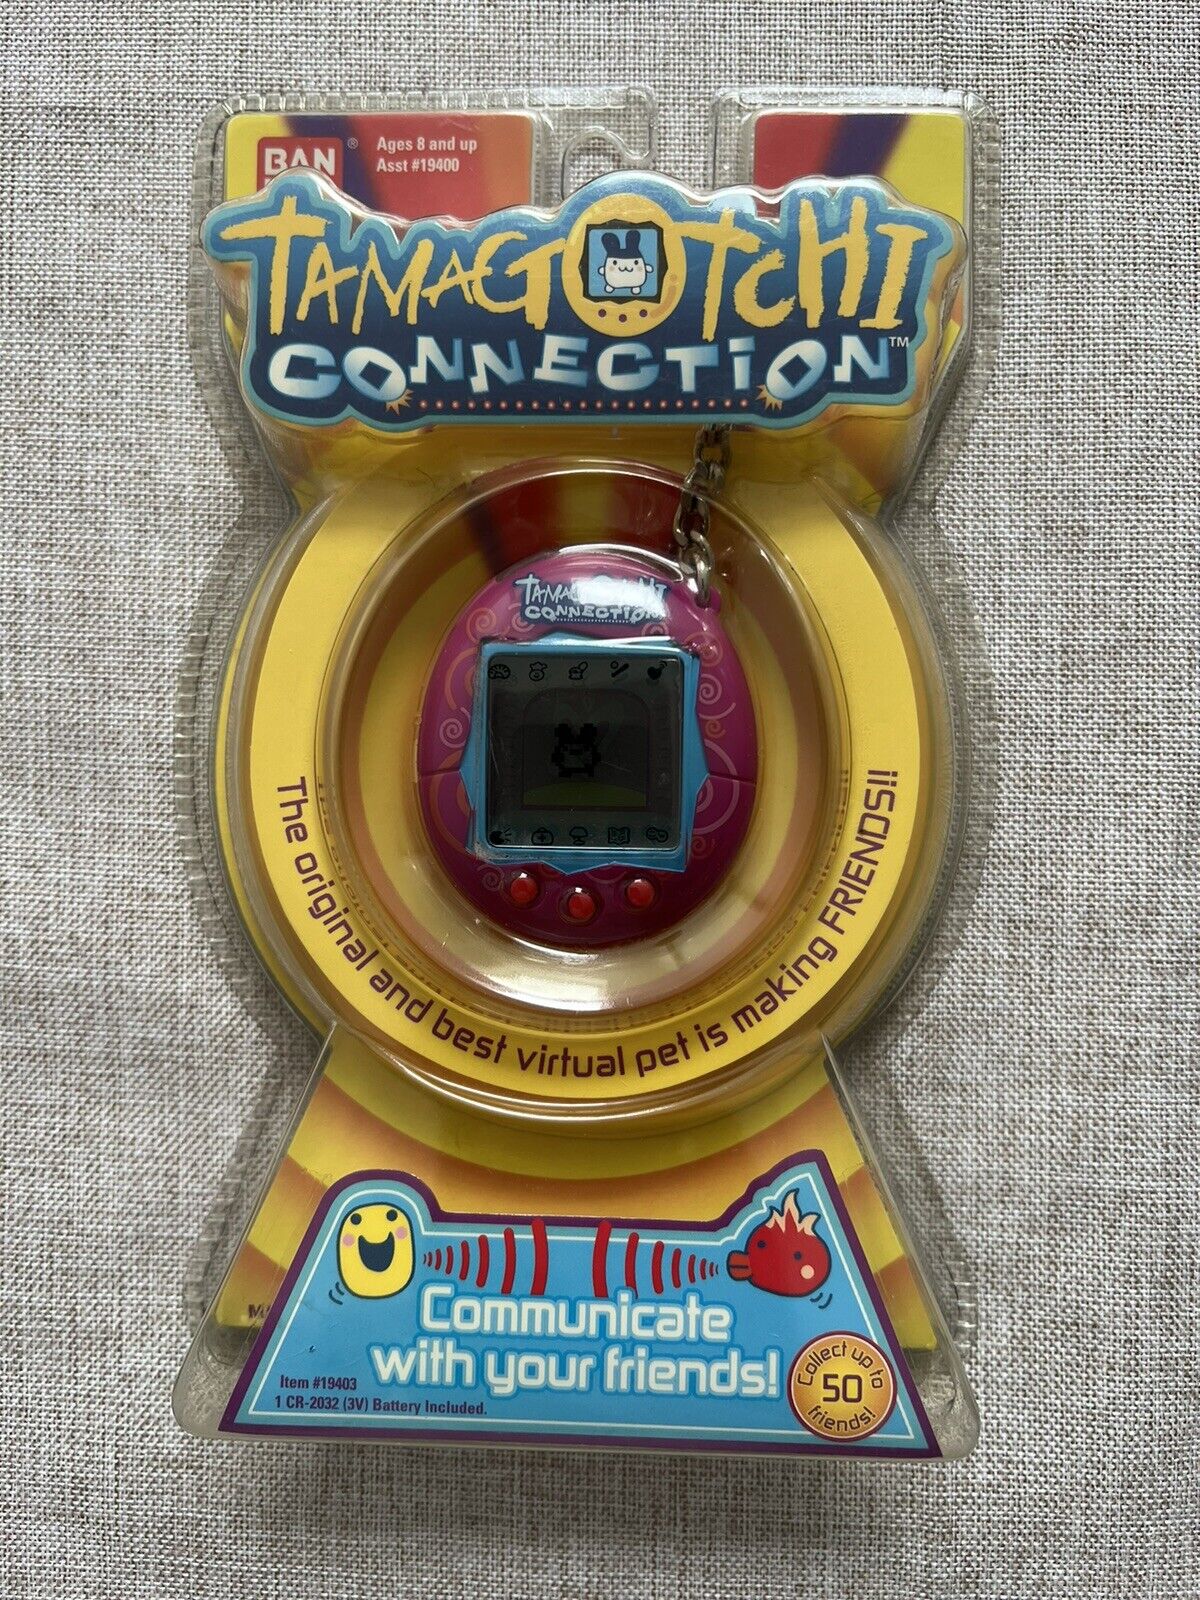 BAN
®
Ages 8 and up
Asst #19400
TAMAGOTCHI
CONNECTION™
TAMAGOTCHI
CONNECTION
The original and best virtual pet is making FRIENDS!!
Communicate
with your friends!
Item #19403
1 CR-2032 (3V) Battery Included.
Collect up to
50
friends!